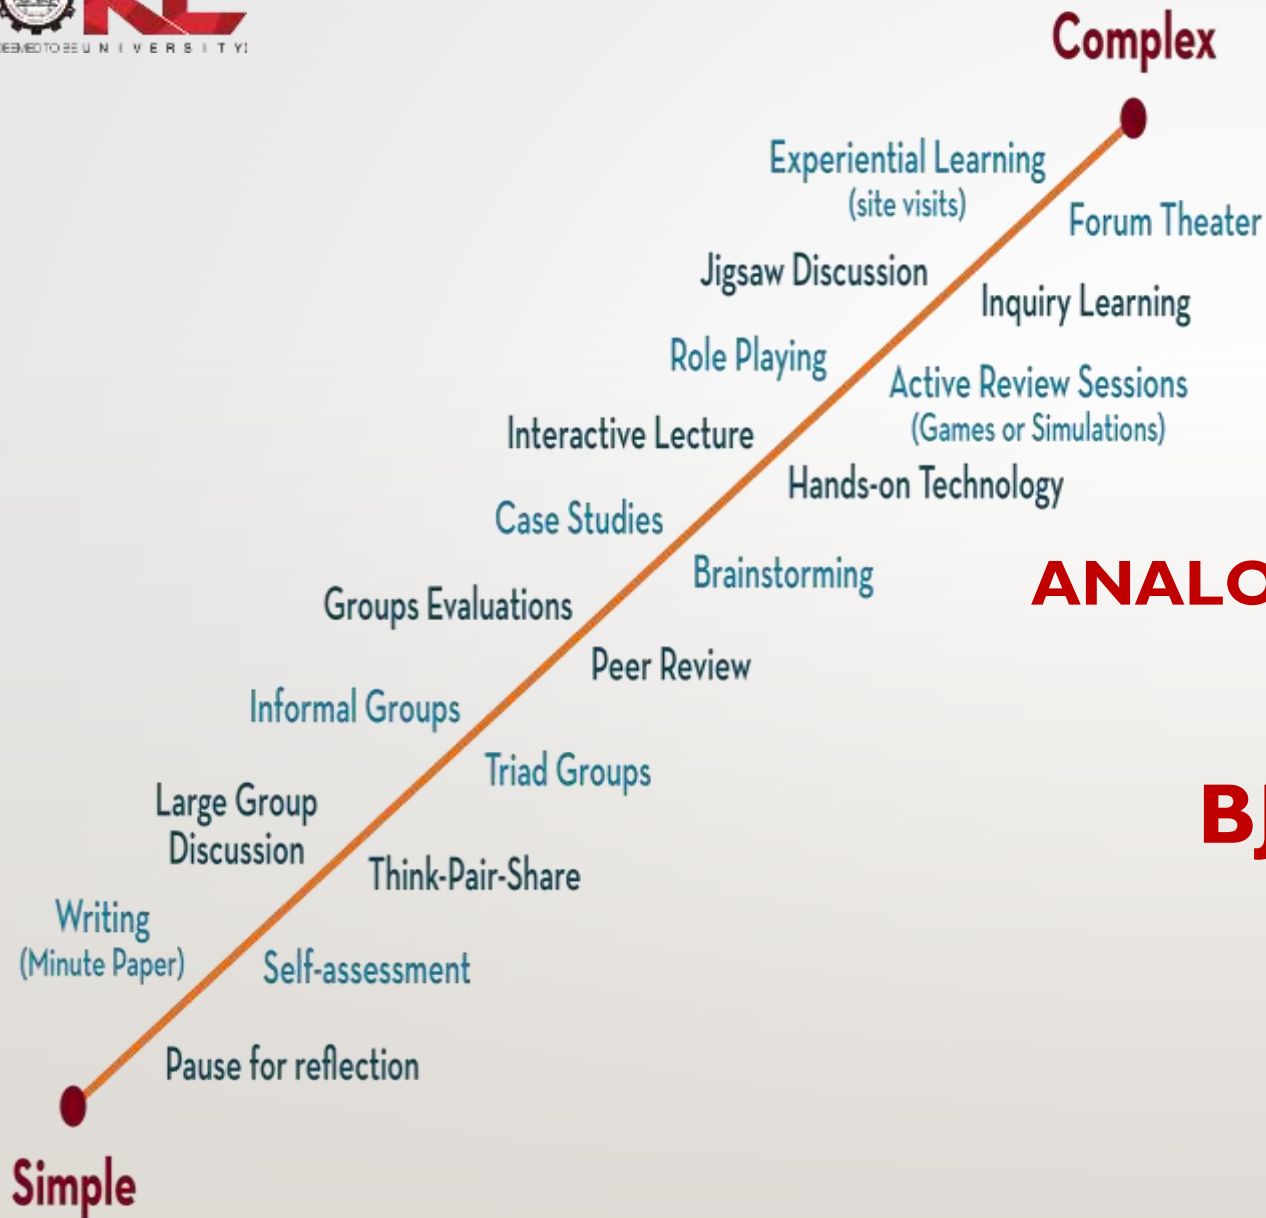 UNIVERSITY
Complex
Experiential Learning
(site visits)
Forum Theater
Jigsaw Discussion
Inquiry Learning
Role Playing
Active Review Sessions
(Games or Simulations)
Interactive Lecture
Hands-on Technology
Case Studies
Brainstorming
Groups Evaluations
Peer Review
Informal Groups
Triad Groups
Large Group
Discussion
Think-Pair-Share
Writing
(Minute Paper)
Self-assessment
Pause for reflection
Simple